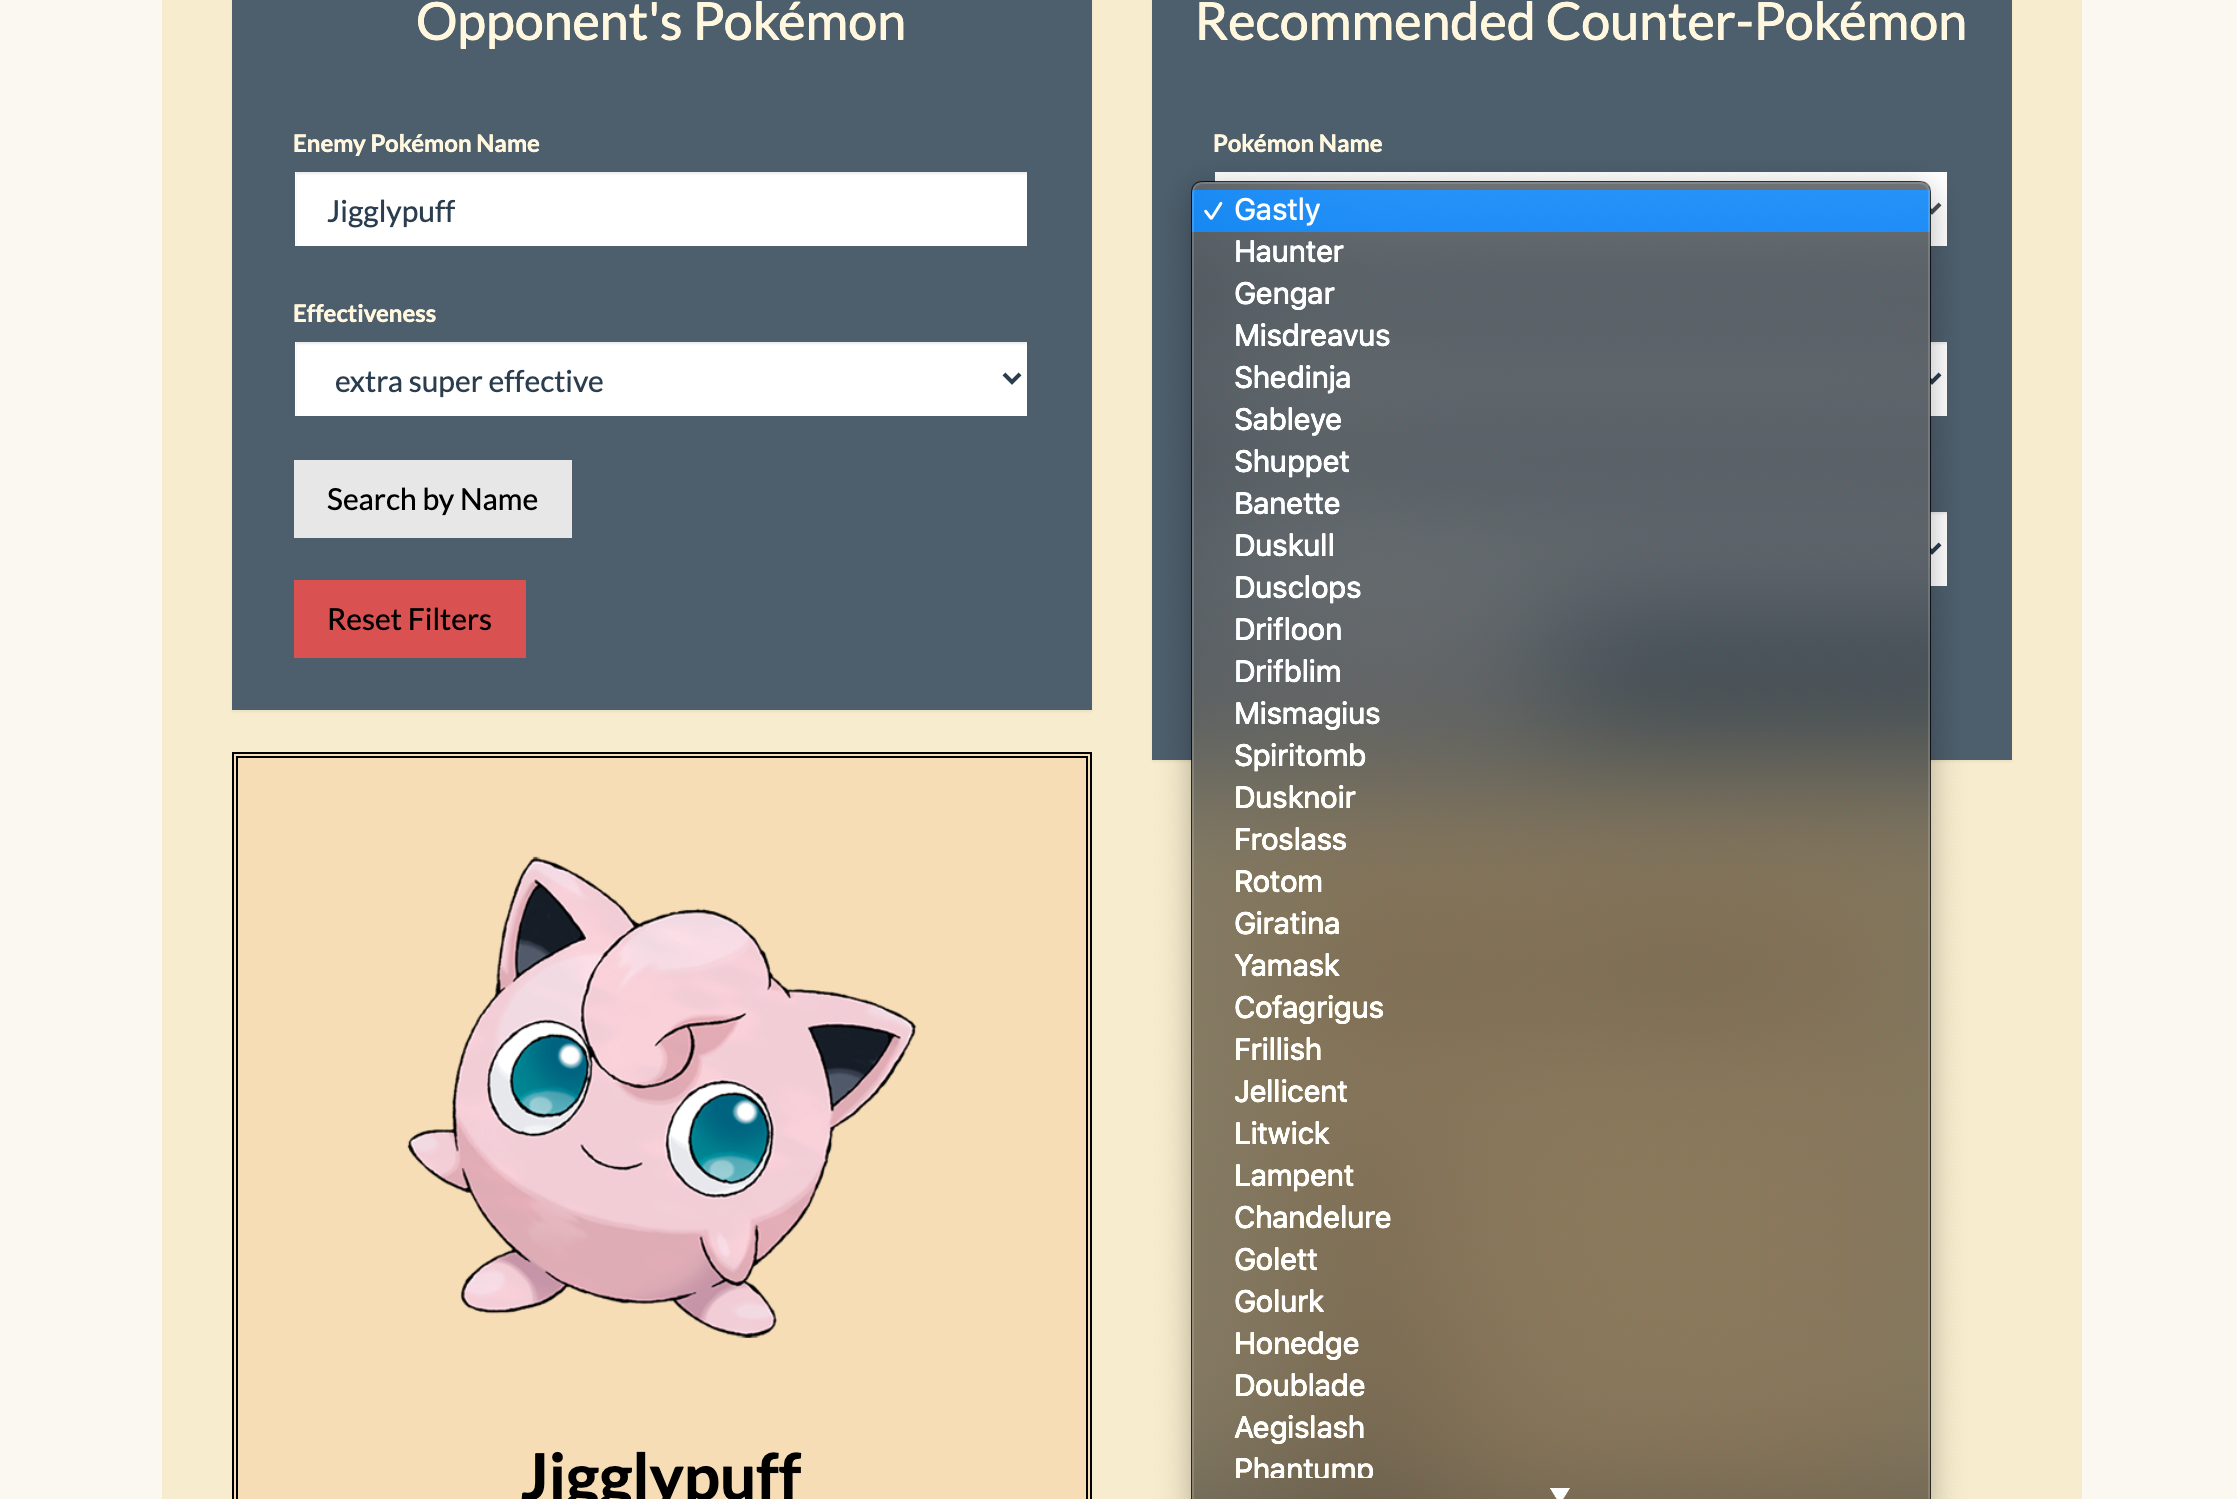 Opponent's Pokémon
Enemy Pokémon Name
Jigglypuff
Effectiveness
extra super effective
Search by Name
Reset Filters
Jigglypuff
Recommended Counter-Pokémon
Pokémon Name
✓ Gastly
Haunter
Gengar
Misdreavus
Shedinja
Sableye
Shuppet
Banette
Duskull
Dusclops
Drifloon
Drifblim
Mismagius
Spiritomb
Dusknoir
Froslass
Rotom
Giratina
Yamask
Cofagrigus
Frillish
Jellicent
Litwick
Lampent
Chandelure
Golett
Golurk
Honedge
Doublade
Aegislash
Phantump